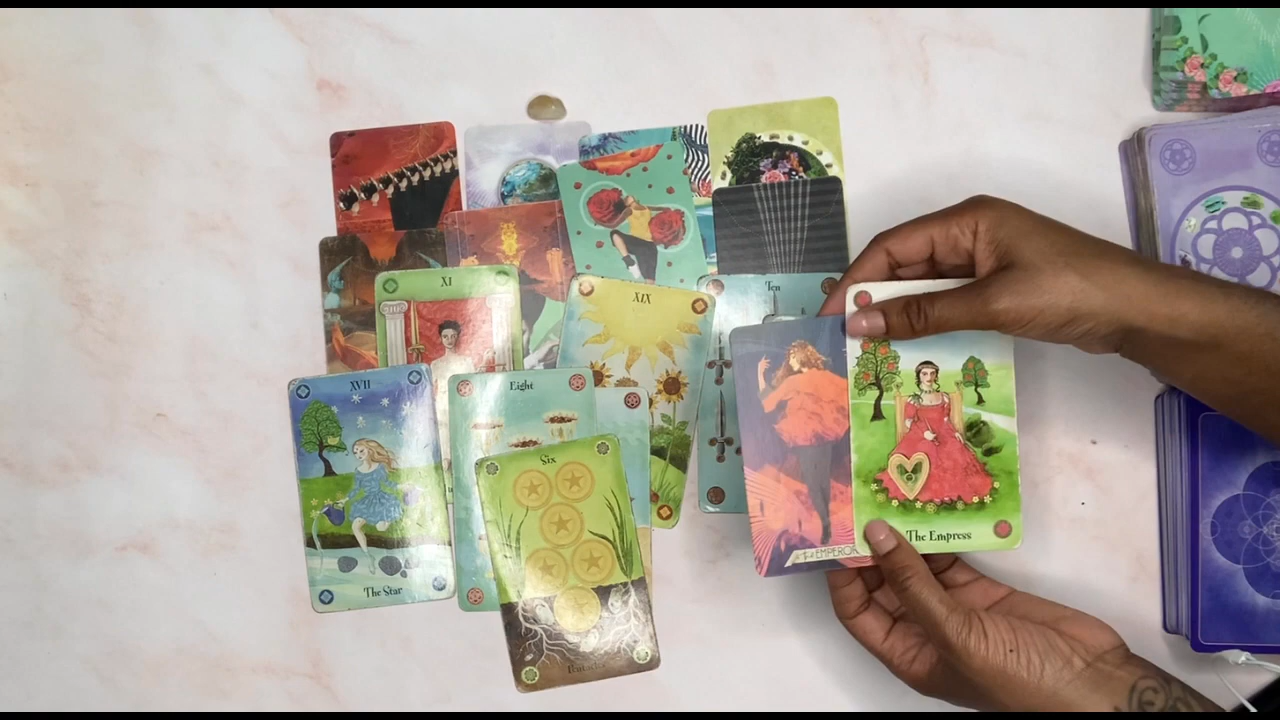 XI
XIX
Ten
XVII
Eight
Six
The Star
The Empress
EMPEROR